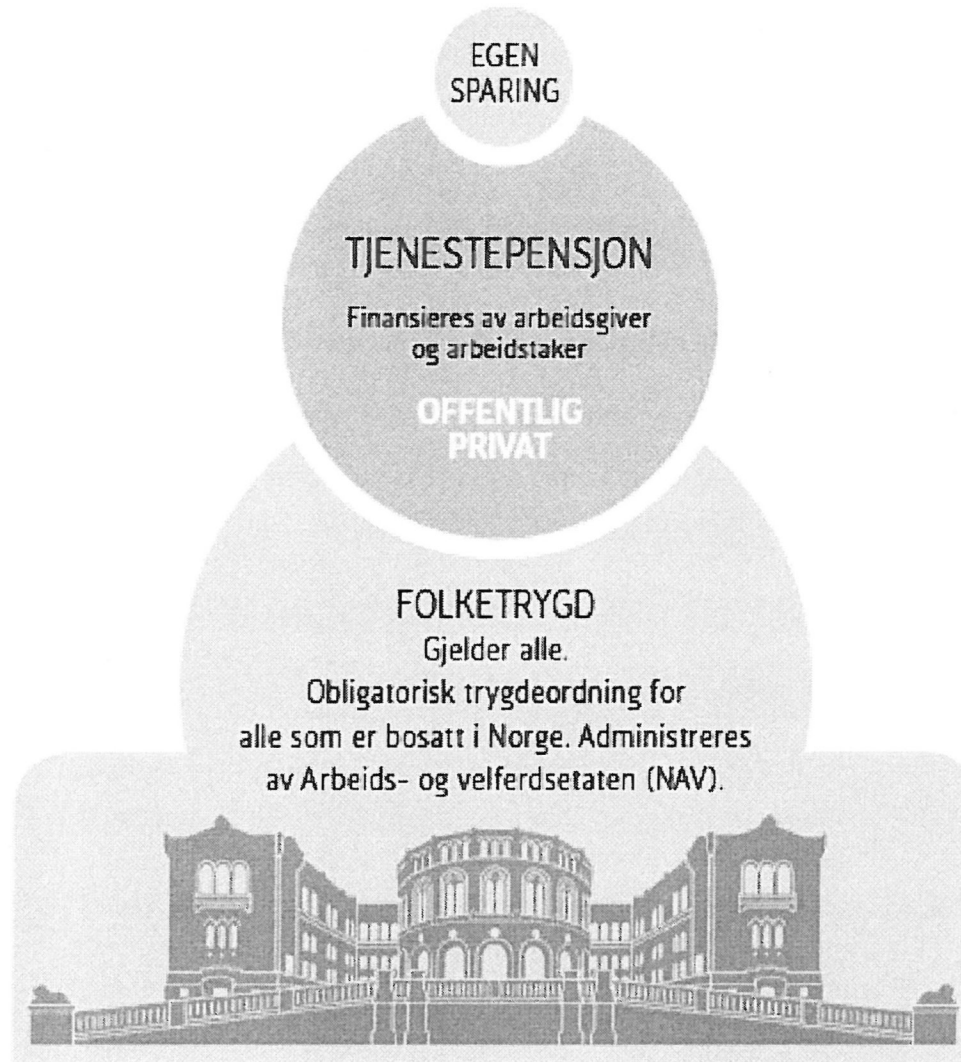 EGEN
SPARING
TJENESTEPENSJON
Finansieres av arbeidsgiver
og arbeidstaker
OFFENTLIG
PRIVAT
FOLKETRYGD
Gjelder alle.
Obligatorisk trygdeordning for
alle som er bosatt i Norge. Administreres
av Arbeids- og velferdsetaten (NAV).